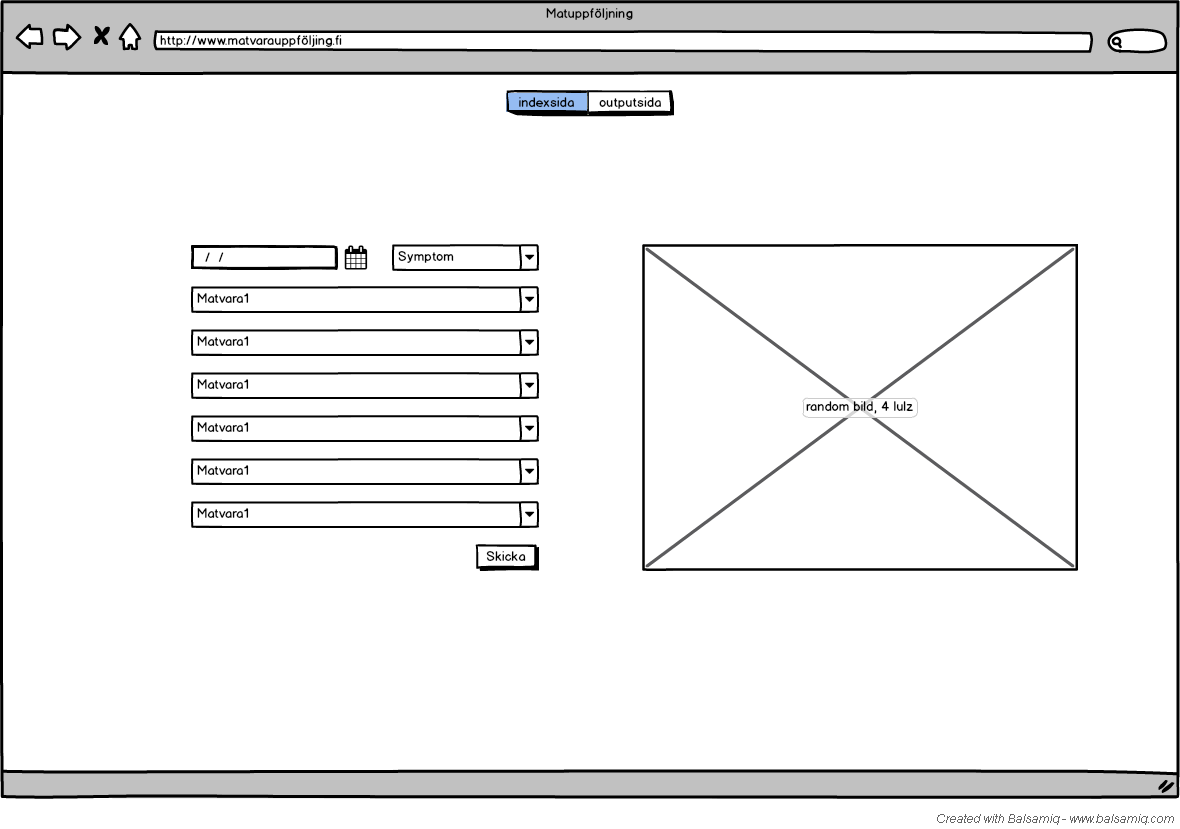 Matuppföljning
http://www.matvarauppföljing.fi
indexsida outputsida
/ / Symptom
Matvara1
Matvara1
Matvara1
Matvara1
Matvara1
Matvara1
Skicka
random bild, 4 lulz
Created with Balsamiq - www.balsamiq.com